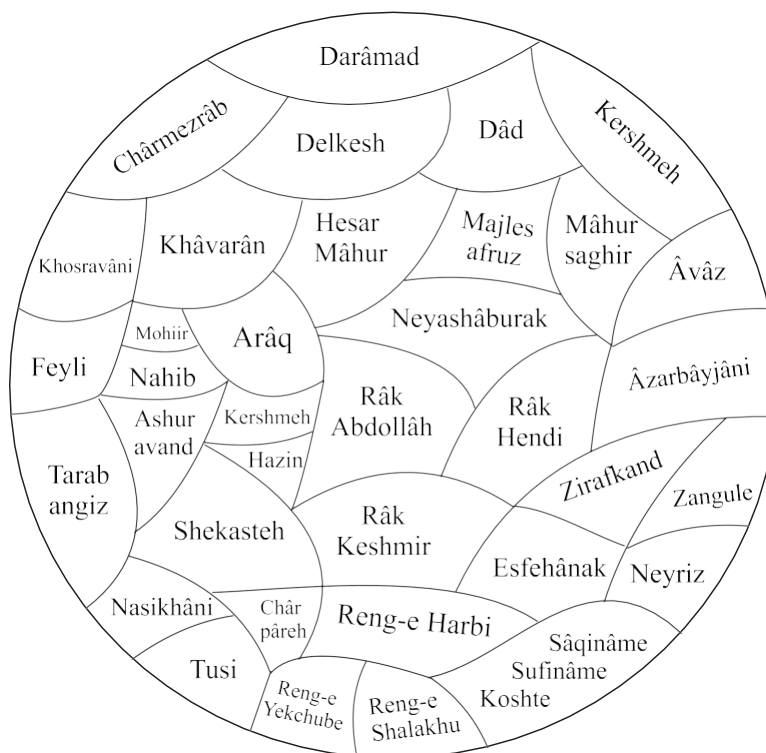 Darâmad
Chârmezrâb
Delkesh
Dâd
Kershmeh
Khosravâni
Khâvarân
Hesar
Mâhur
Majles
afruz
Mâhur
saghir
Âvâz
Feyli
Mohiir
Nahib
Arâq
Neyashâburak
Âzarbâyjâni
Ashur
avand
Kershmeh
Hazin
Râk
Abdollâh
Râk
Hendi
Tarab
angiz
Shekasteh
Râk
Keshmir
Zirafkand
Zangule
Esfehânak
Neyriz
Nasikhâni
Châr
pâreh
Reng-e Harbi
Sâqinâme
Sufinâme
Koshte
Tusi
Reng-e
Yekchube
Reng-e
Shalakhu